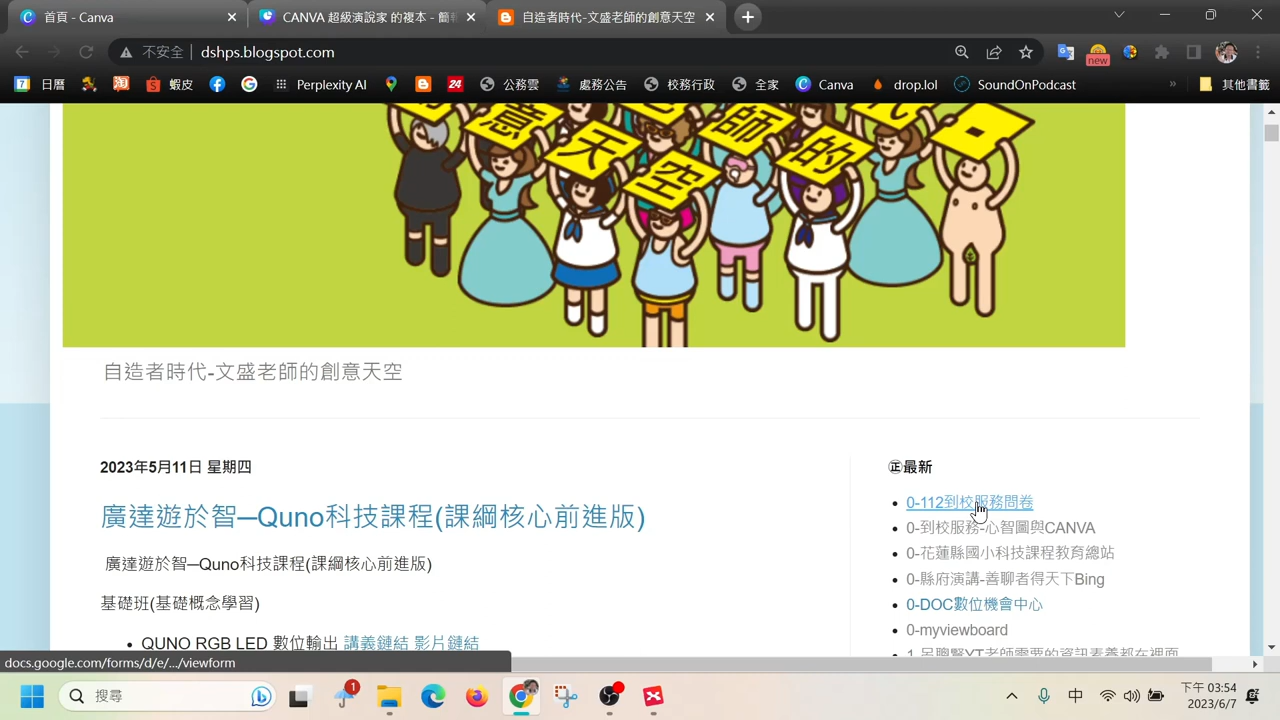 首頁 - Canva
CANVA 超級演說家 的複本 - 簡
自造者時代-文盛老師的創意天空
不安全 dshps.blogspot.com
new
日曆
蝦皮
Perplexity AI
24
公務雲
處務公告
校務行政
全家
Canva
drop.lol
SoundOnPodcast
»
其他書籤
意 師
天 的
空
自造者時代-文盛老師的創意天空
2023年5月11日 星期四
㊣最新
廣達遊於智─Quno科技課程(課綱核心前進版)
0-112到校服務問卷
0-到校服務-心智圖與CANVA
0-花蓮縣國小科技課程教育總站
廣達遊於智─Quno科技課程(課綱核心前進版)
0-縣府演講-善聊者得天下Bing
基礎班(基礎概念學習)
0-DOC數位機會中心
0-myviewboard
QUNO RGB LED 數位輸出 講義鏈結 影片鏈結
docs.google.com/forms/d/e/.../viewform
搜尋
1
中
下午 03:54
2023/6/7